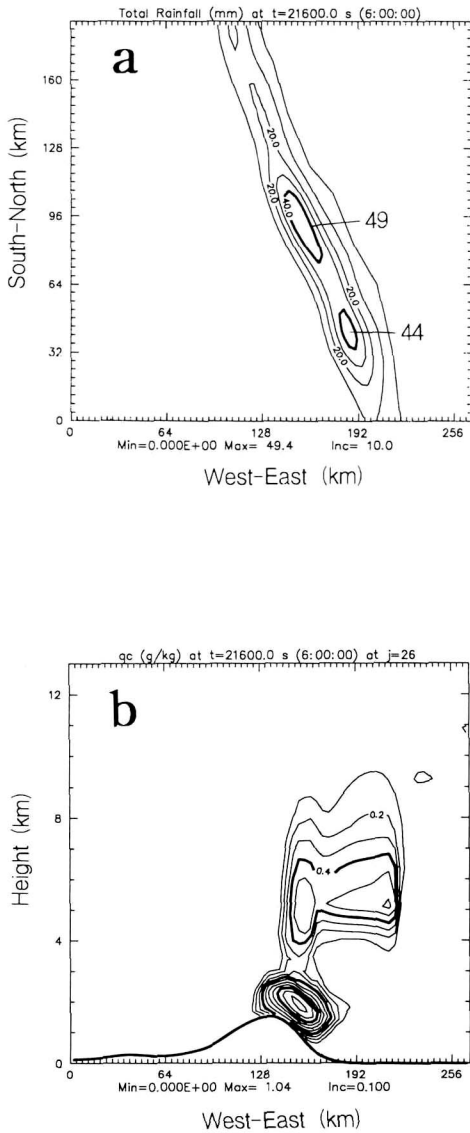 Total Rainfall (mm) at t=21600.0 s (6:00:00)
a
160
128
96
64
32
0
South-North (km)
20.0
20.0
40.0
20.0
20.0
49
44
0 64 128 192 256
Min=0.000E+00 Max= 49.4 Inc= 10.0
West-East (km)
qc (g/kg) at t=21600.0 s (6:00:00) at j=26
b
12
8
4
0
Height (km)
0.2
0.4
0 64 128 192 256
Min=0.000E+00 Max= 1.04 Inc=0.100
West-East (km)